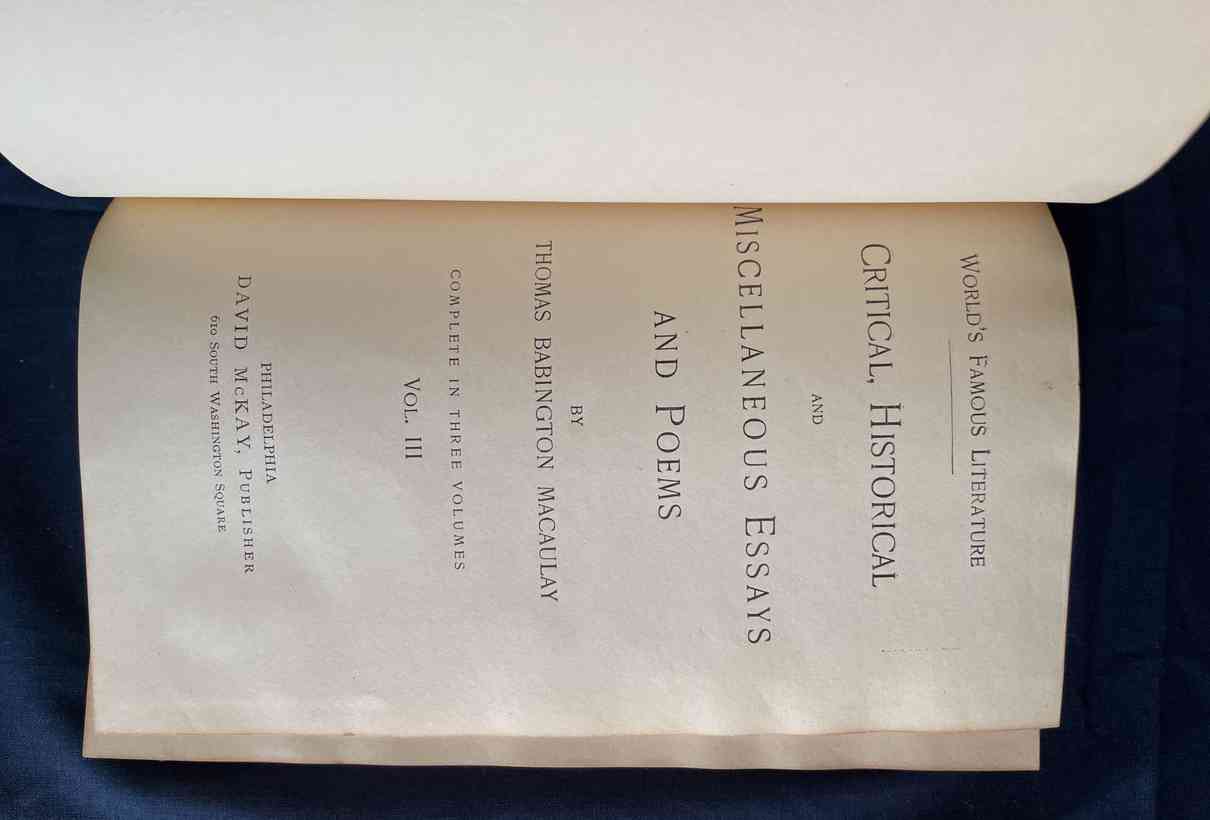 World's Famous Literature
Critical, Historical
and
Miscellaneous Essays
and Poems
BY
THOMAS BABINGTON MACAULAY
COMPLETE IN THREE VOLUMES
Vol. III
PHILADELPHIA
DAVID McKAY, Publisher
610 South Washington Square